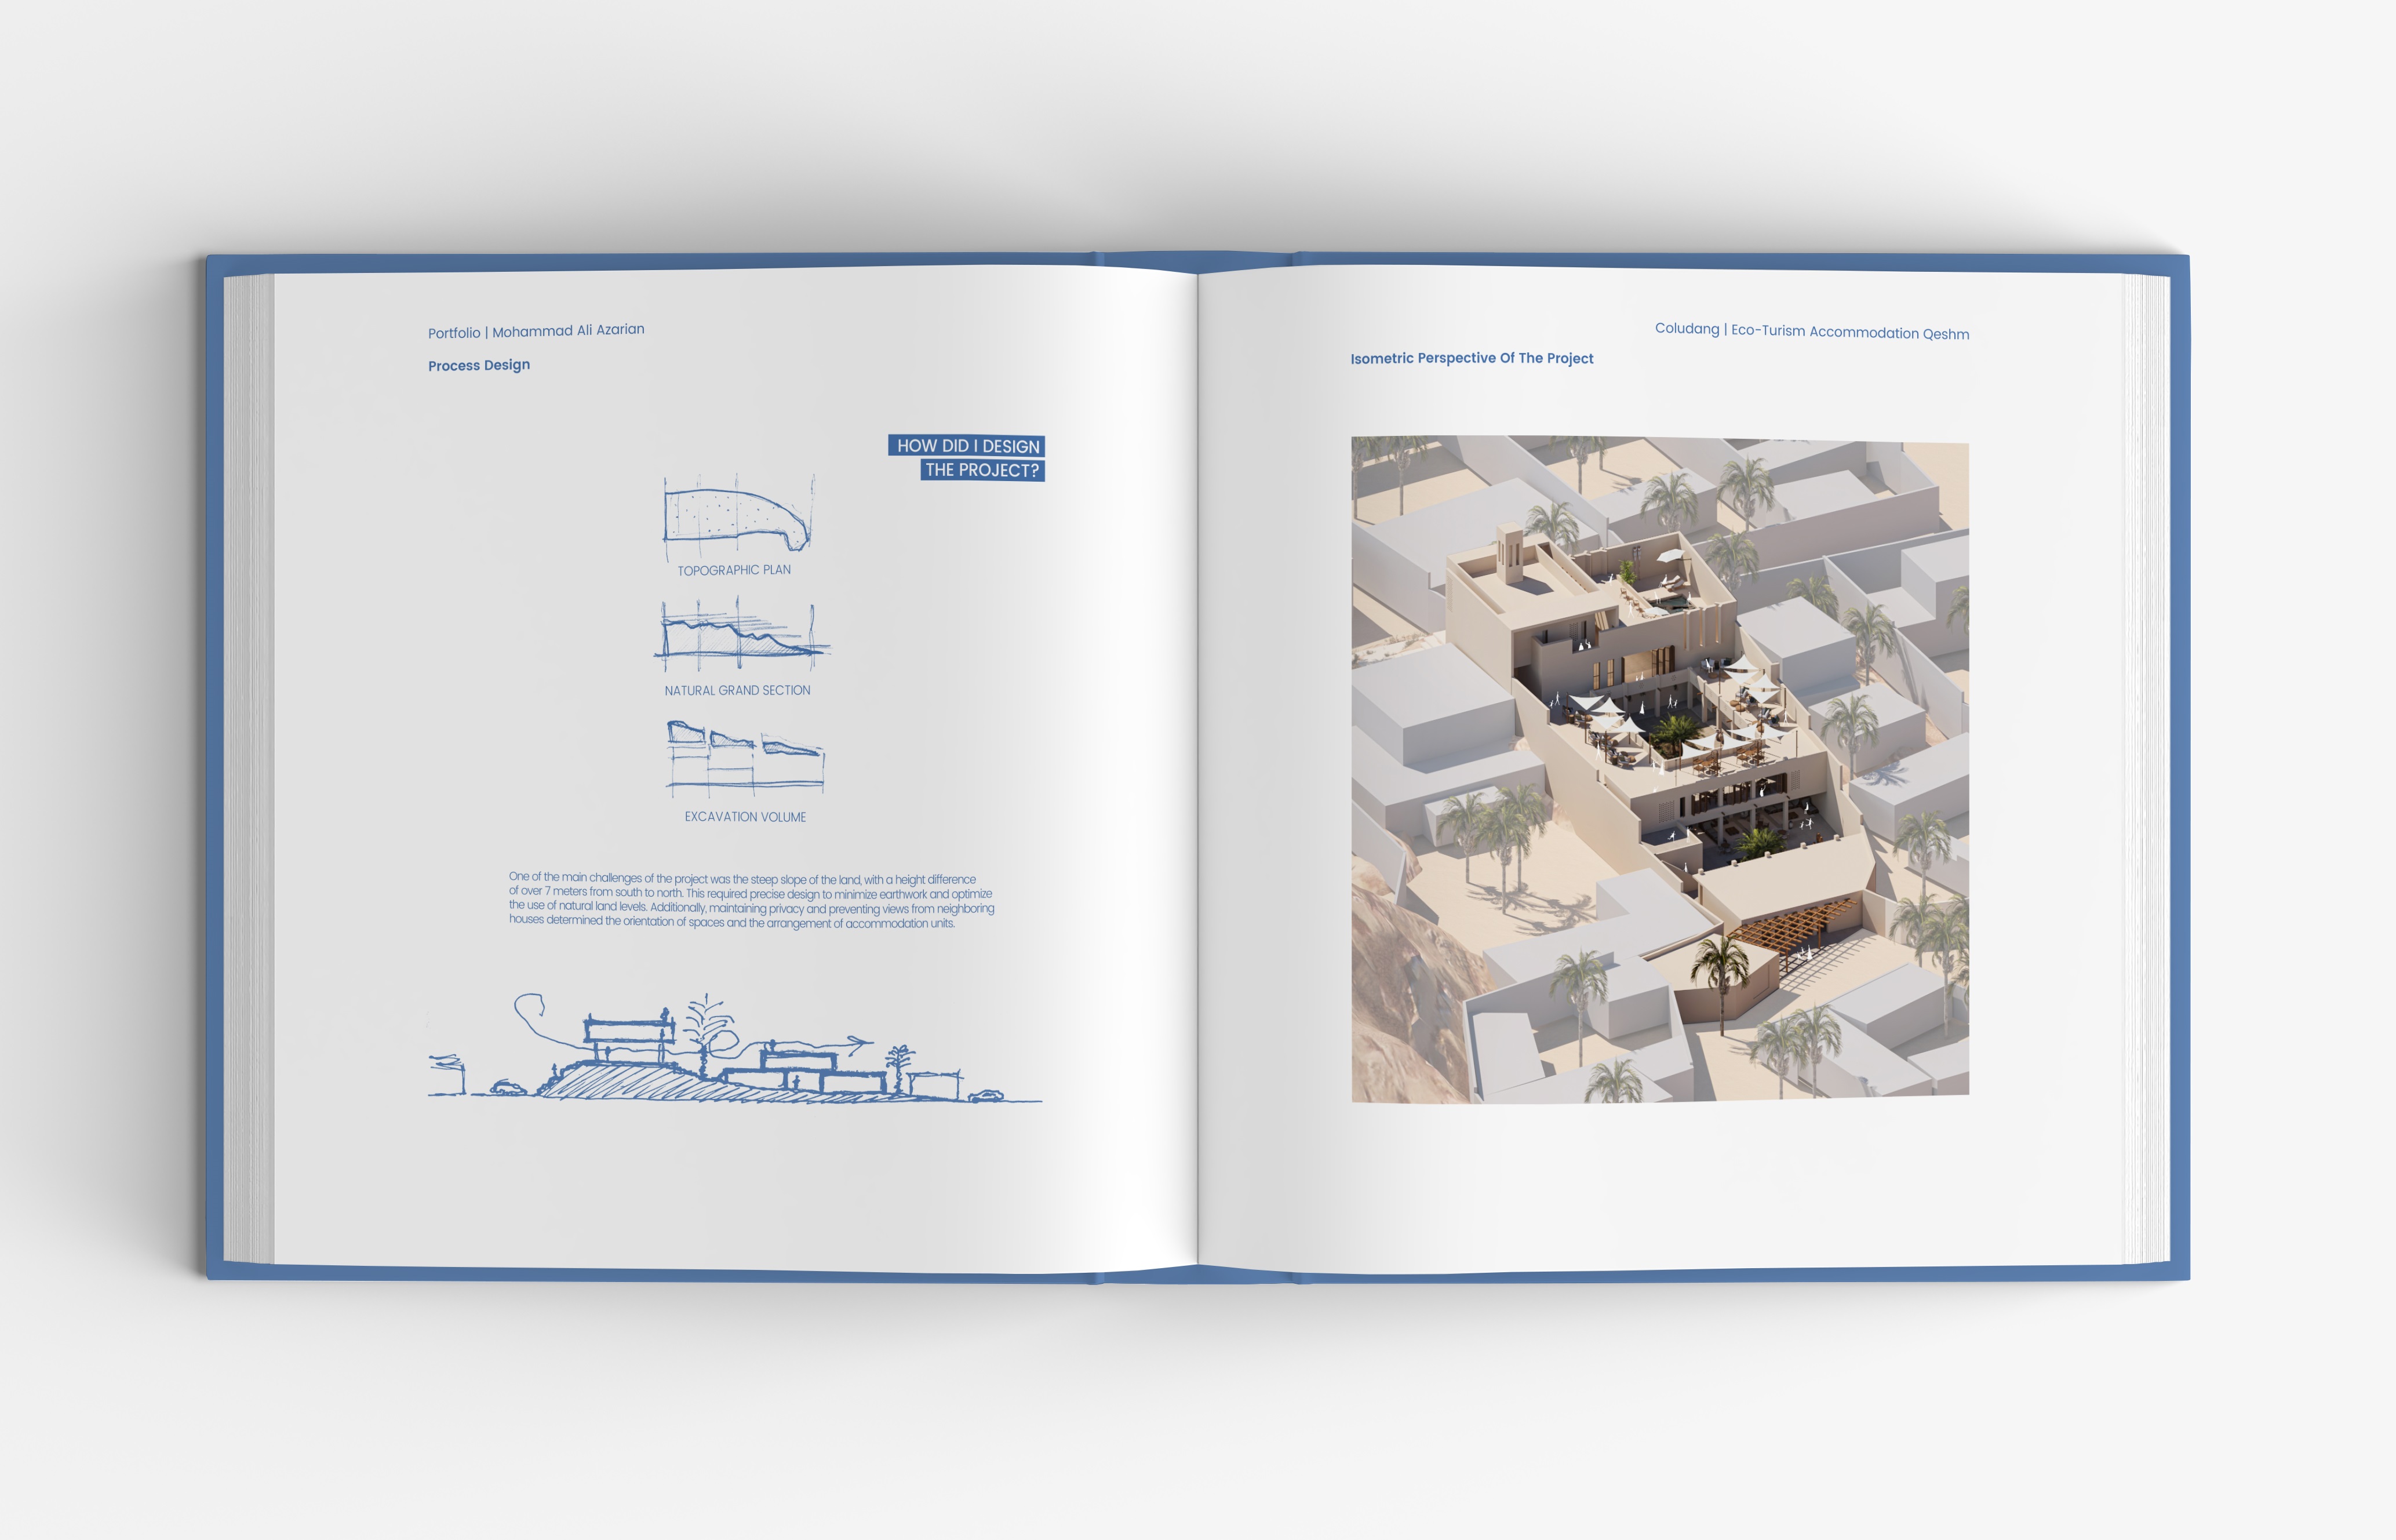 Portfolio | Mohammad Ali Azarian
Process Design
HOW DID I DESIGN
THE PROJECT?
TOPOGRAPHIC PLAN
NATURAL GRAND SECTION
EXCAVATION VOLUME
One of the main challenges of the project was the steep slope of the land, with a height difference
of over 7 meters from south to north. This required precise design to minimize earthwork and optimize
the use of natural land levels. Additionally, maintaining privacy and preventing views from neighboring
houses determined the orientation of spaces and the arrangement of accommodation units.
Coludang | Eco-Turism Accommodation Qeshm
Isometric Perspective Of The Project